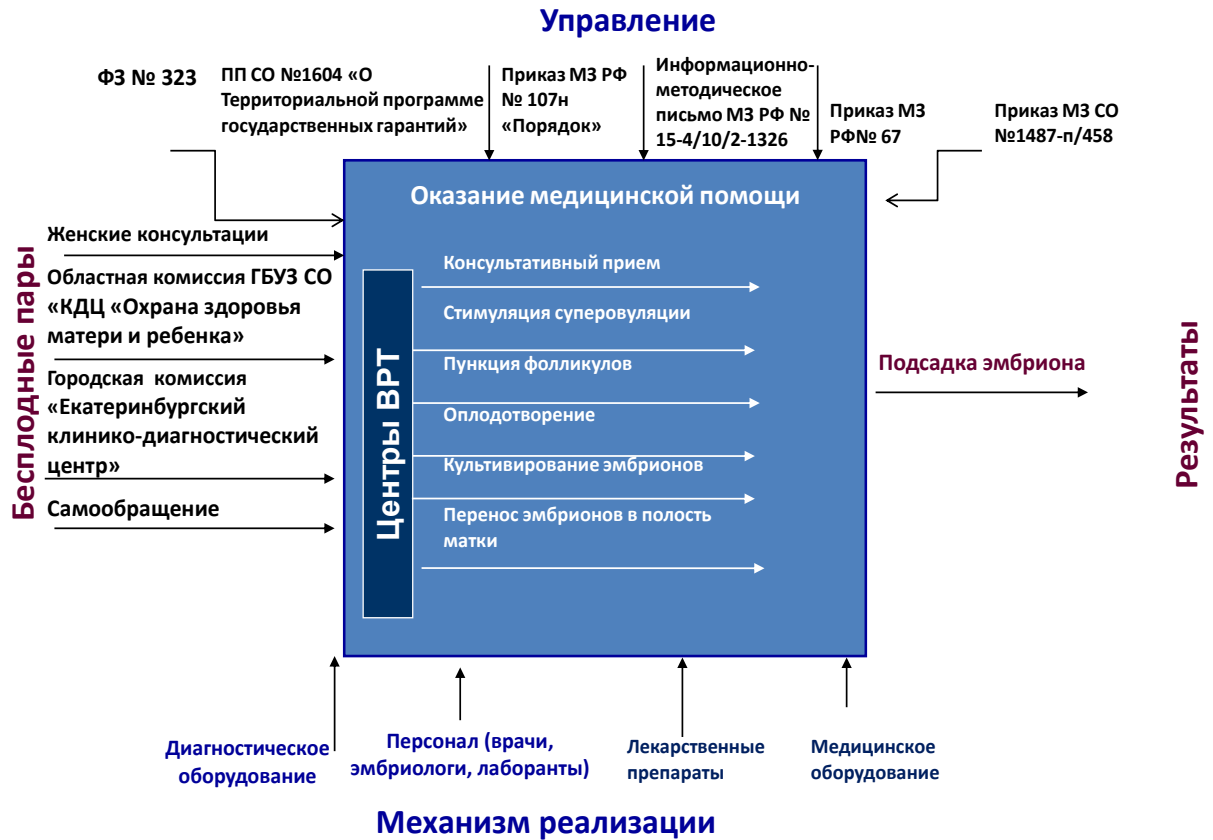 Управление
ФЗ № 323
ПП СО №1604 «О
Территориальной программе
государственных гарантий»
Приказ МЗ РФ
№ 107н
«Порядок»
Информационно-
методическое
письмо МЗ РФ №
15-4/10/2-1326
Приказ МЗ
РФ№ 67
Приказ МЗ СО
№1487-п/458
Бесплодные пары
Женские консультации
Областная комиссия ГБУЗ СО
«КДЦ «Охрана здоровья
матери и ребенка»
Городская комиссия
«Екатеринбургский
клинико-диагностический
центр»
Самообращение
Оказание медицинской помощи
Центры ВРТ
Консультативный прием
Стимуляция суперовуляции
Пункция фолликулов
Оплодотворение
Культивирование эмбрионов
Перенос эмбрионов в полость
матки
Подсадка эмбриона
Результаты
Диагностическое
оборудование
Персонал (врачи,
эмбриологи, лаборанты)
Лекарственные
препараты
Медицинское
оборудование
Механизм реализации